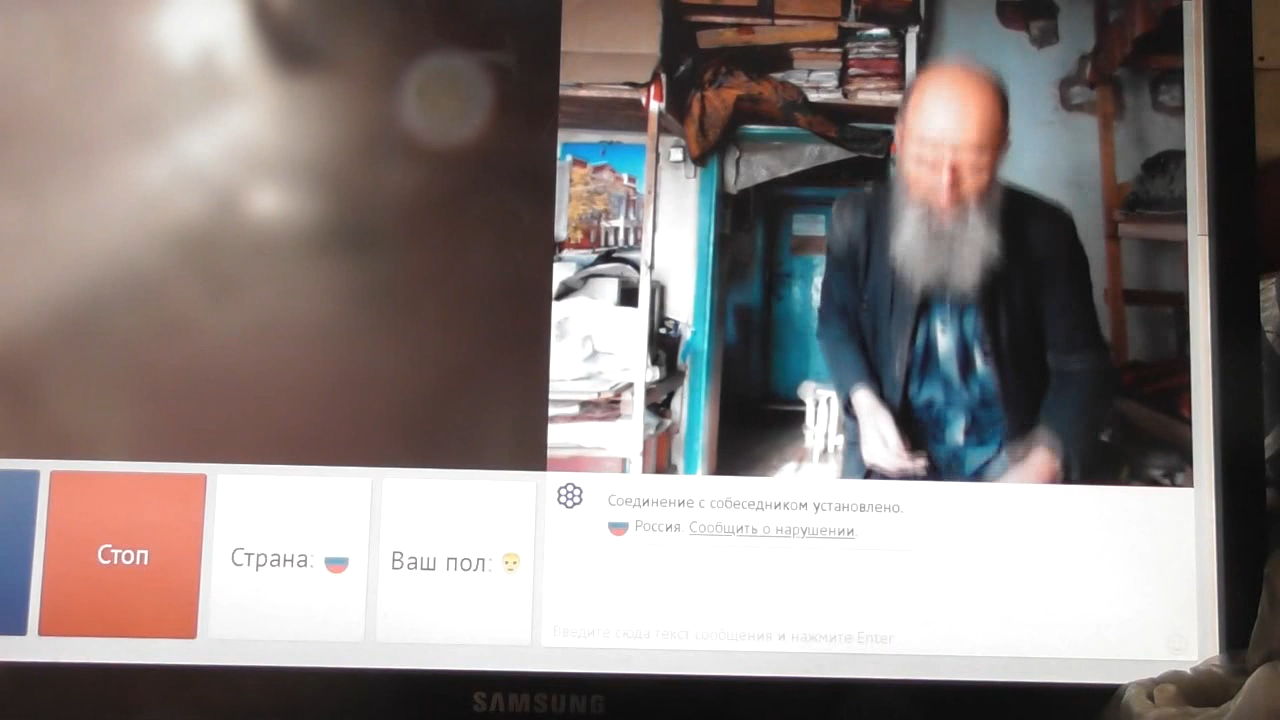 Соединение с собеседником установлено.
Россия. Сообщить о нарушении.
Стоп
Страна:
Ваш пол:
Введите сюда текст сообщения и нажмите Enter
SAMSUNG